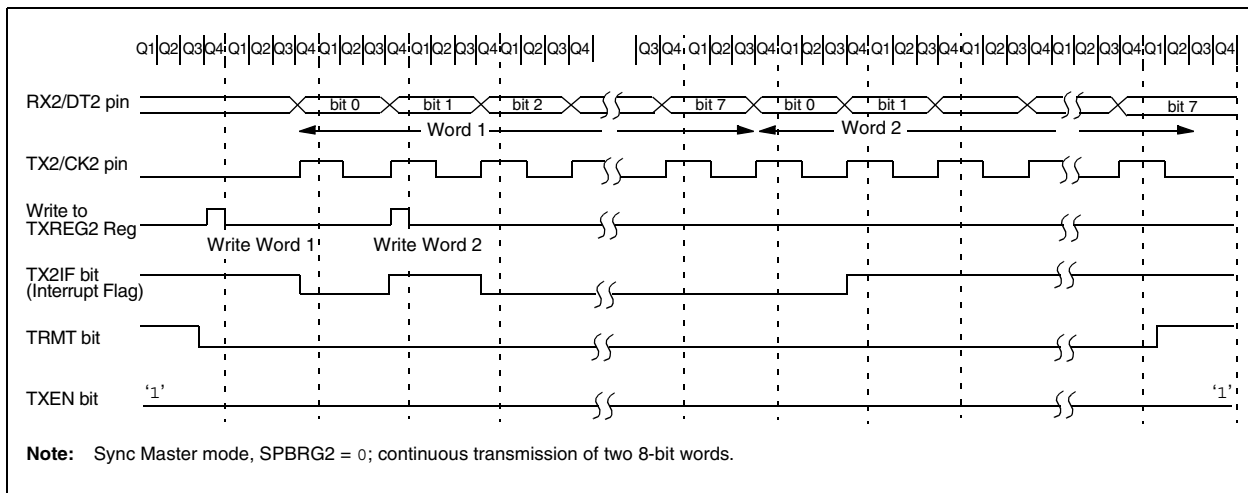 Q1 Q2 Q3 Q4 Q1 Q2 Q3 Q4 Q1 Q2 Q3 Q4 Q1 Q2 Q3 Q4 Q1 Q2 Q3 Q4 Q3 Q4 Q1 Q2 Q3 Q4 Q1 Q2 Q3 Q4 Q1 Q2 Q3 Q4 Q1 Q2 Q3 Q4 Q1 Q2 Q3 Q4 Q1 Q2 Q3 Q4
RX2/DT2 pin
bit 0 bit 1 bit 2 bit 7 bit 0 bit 1 bit 7
Word 1 Word 2
TX2/CK2 pin
Write to
TXREG2 Reg
Write Word 1 Write Word 2
TX2IF bit
(Interrupt Flag)
TRMT bit
TXEN bit
‘1’ ‘1’
Note: Sync Master mode, SPBRG2 = 0; continuous transmission of two 8-bit words.